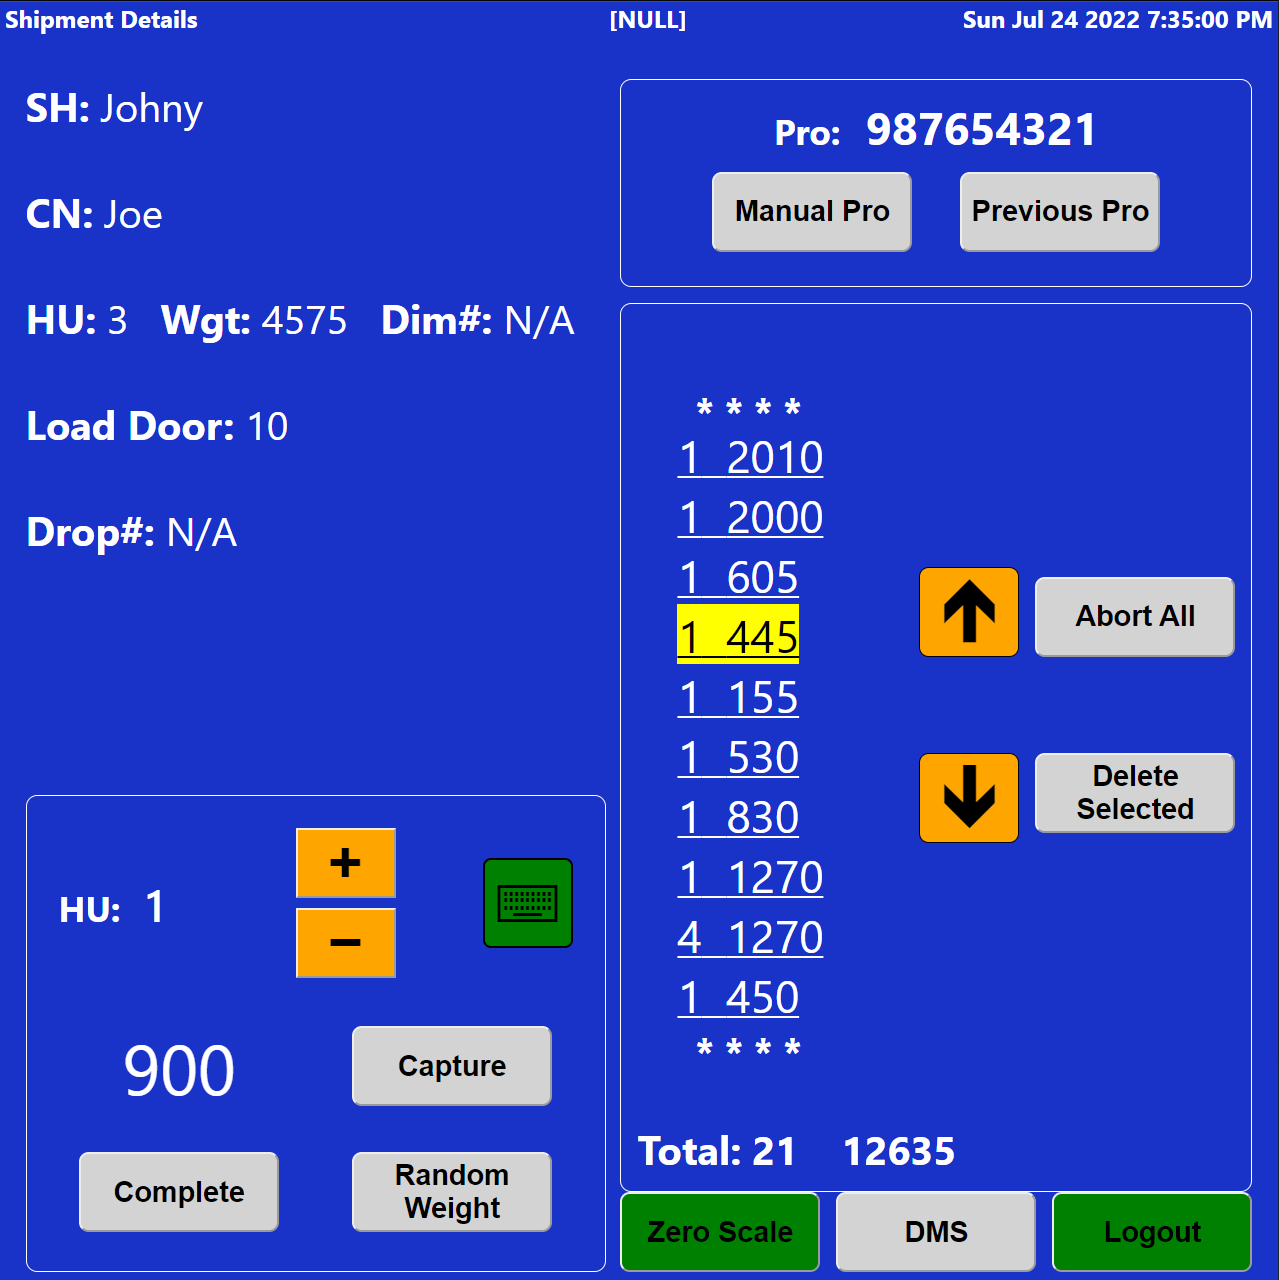 Shipment Details
[NULL]
Sun Jul 24 2022 7:35:00 PM
SH: Johny
CN: Joe
HU: 3 Wgt: 4575 Dim#: N/A
Load Door: 10
Drop#: N/A
HU: 1
+
−
900
Capture
Complete
Random
Weight
Pro: 987654321
Manual Pro
Previous Pro
* * * *
1 2010
1 2000
1 605
1 445
1 155
1 530
1 830
1 1270
4 1270
1 450
* * * *
Abort All
Delete
Selected
Total: 21 12635
Zero Scale
DMS
Logout